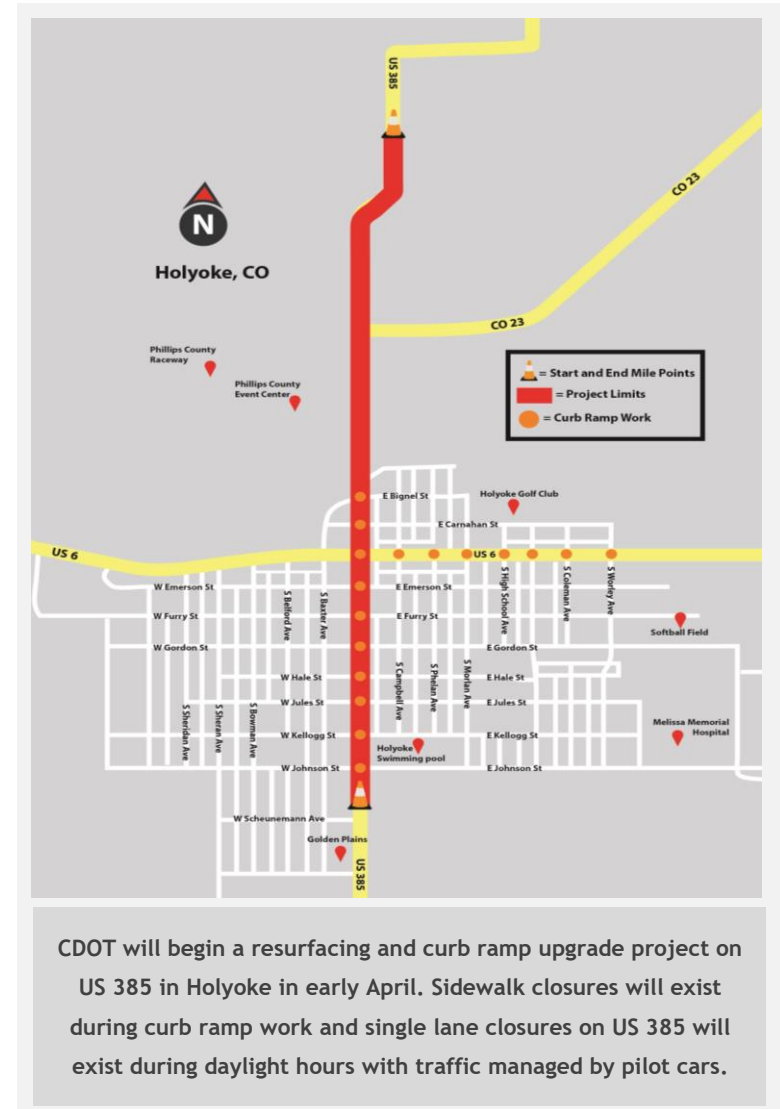 US 385
CO 23
N
Holyoke, CO
CO 23
Phillips County
Raceway
Phillips County
Event Center
= Start and End Mile Points
= Project Limits
= Curb Ramp Work
E Bignel St
Holyoke Golf Club
E Carnahan St
US 6
US 6
W Emerson St
E Emerson St
S Belford Ave
S Baxter Ave
S High School Ave
S Coleman Ave
S Worley Ave
W Furry St
E Furry St
Softball Field
W Gordon St
E Gordon St
W Hale St
E Hale St
S Campbell Ave
S Phelan Ave
S Morlan Ave
W Jules St
E Jules St
S Sheridan Ave
S Sheran Ave
S Bowman Ave
Melissa Memorial
Hospital
W Kellogg St
E Kellogg St
Holyoke
Swimming pool
W Johnson St
E Johnson St
W Scheunemann Ave
Golden Plains
US 385
CDOT will begin a resurfacing and curb ramp upgrade project on
US 385 in Holyoke in early April. Sidewalk closures will exist
during curb ramp work and single lane closures on US 385 will
exist during daylight hours with traffic managed by pilot cars.